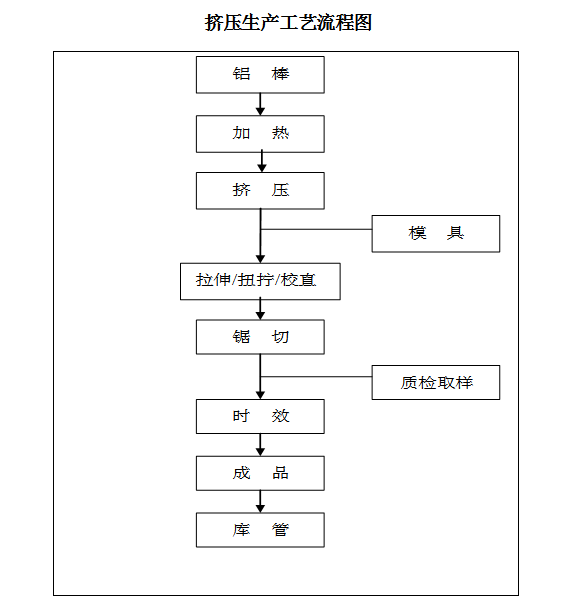 挤压生产工艺流程图
铝 棒
加 热
挤 压
模 具
拉伸/扭拧/校直
锯 切
质检取样
时 效
成 品
库 管